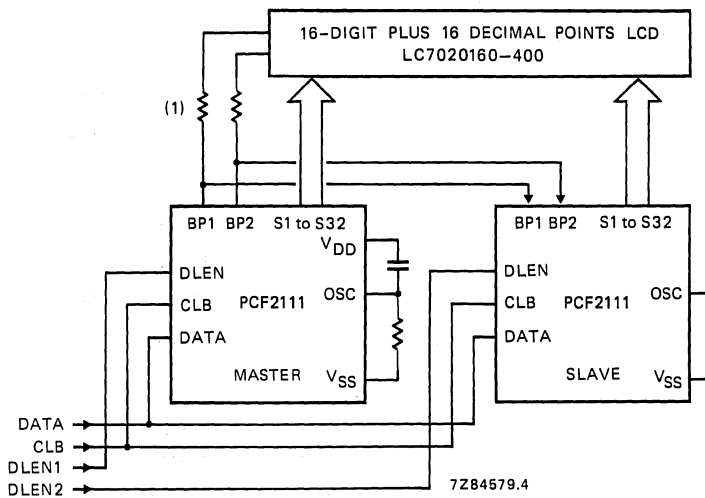 16-DIGIT PLUS 16 DECIMAL POINTS LCD
LC7020160-400
(1)
BP1 BP2 S1 to S32
VDD
DLEN
CLB
DATA
PCF2111
OSC
MASTER
VSS
BP1 BP2 S1 to S32
DLEN
CLB
DATA
PCF2111
OSC
SLAVE
VSS
DATA
CLB
DLEN1
DLEN2
7Z84579.4